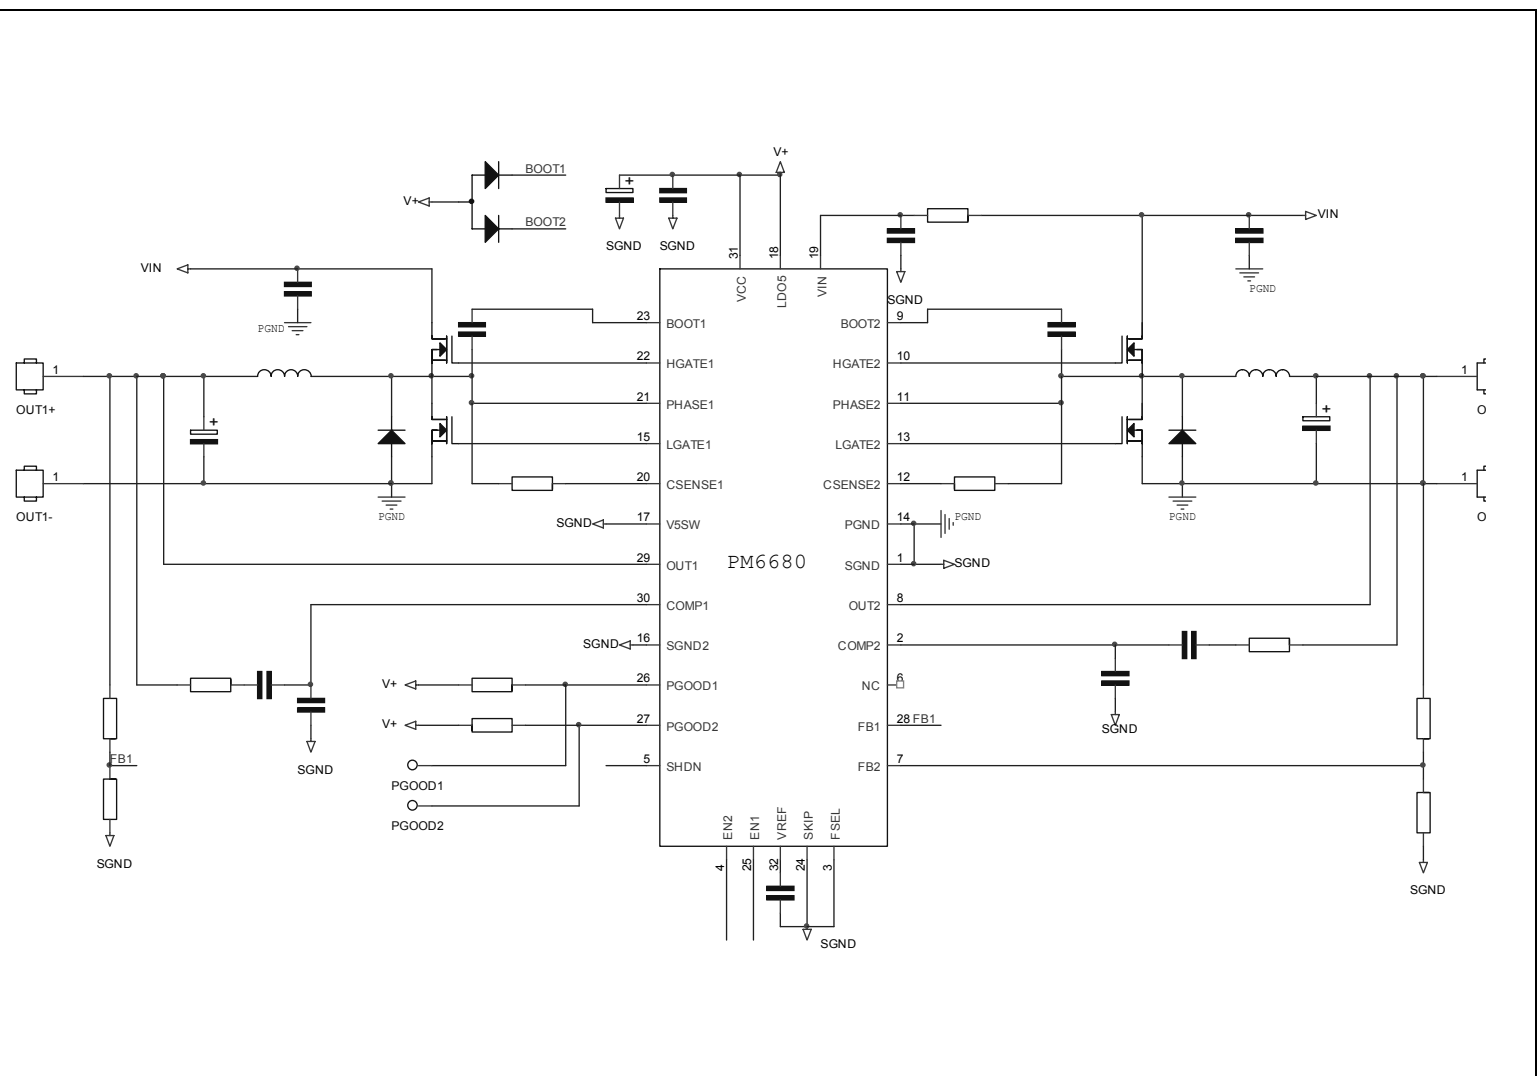 V+
BOOT1
V+
BOOT2
+
SGND
SGND
VIN
SGND
PGND
VIN
PGND
31
18
19
VCC
LDO5
VIN
23
BOOT1
BOOT2
9
22
HGATE1
HGATE2
10
1
OUT1+
21
PHASE1
PHASE2
11
1
O
+
15
LGATE1
LGATE2
13
+
1
OUT1-
20
CSENSE1
CSENSE2
12
1
O
PGND
PGND
SGND
17
V5SW
PGND
14
PGND
29
OUT1
PM6680
SGND
1
SGND
30
COMP1
OUT2
8
SGND
16
SGND2
COMP2
2
V+
26
PGOOD1
NC
6
V+
27
PGOOD2
FB1
28
FB1
SGND
FB1
SGND
PGOOD1
5
SHDN
FB2
7
PGOOD2
SGND
EN2
EN1
VREF
SKIP
FSEL
4
25
32
24
3
SGND
SGND